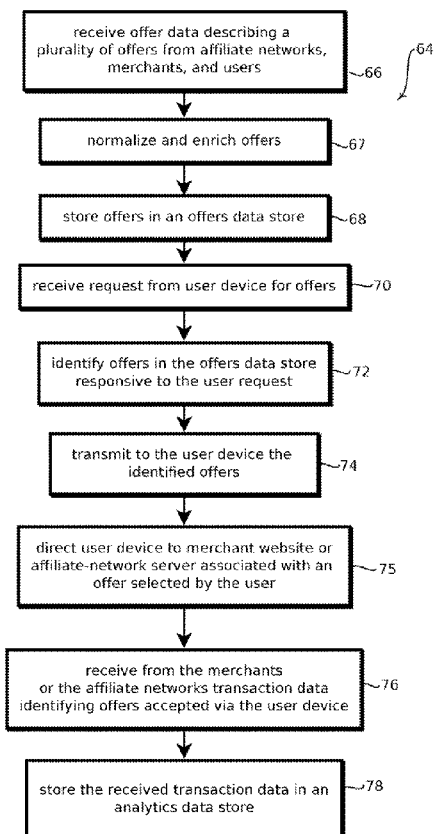 receive offer data describing a
plurality of offers from affiliate networks,
merchants, and users
66
64
normalize and enrich offers
67
store offers in an offers data store
68
receive request from user device for offers
70
identify offers in the offers data store
responsive to the user request
72
transmit to the user device the
identified offers
74
direct user device to merchant website or
affiliate-network server associated with an
offer selected by the user
75
receive from the merchants
or the affiliate networks transaction data
identifying offers accepted via the user device
76
store the received transaction data in an
analytics data store
78